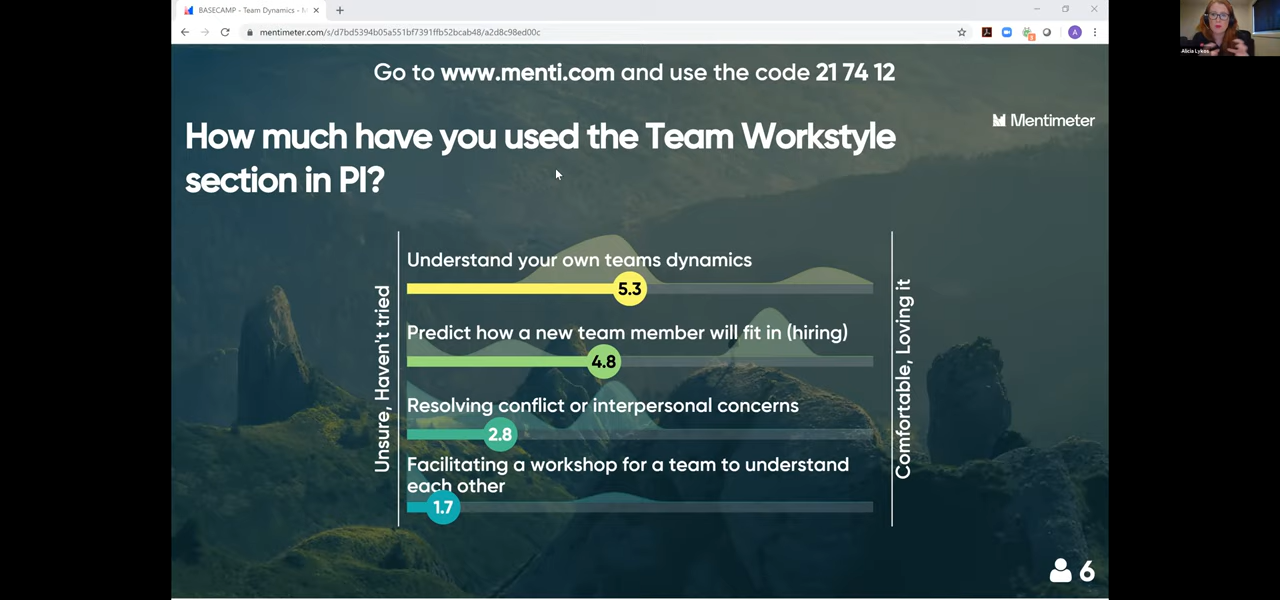 BASECAMP - Team Dynamics - M
mentimeter.com/s/d7bd5394b05a551bf7391ffb52bcab48/a2d8c98ed00c
A
Alicia Lykes
Go to www.menti.com and use the code 21 74 12
Mentimeter
How much have you used the Team Workstyle
section in PI?
Unsure, Haven't tried
Understand your own teams dynamics
5.3
Predict how a new team member will fit in (hiring)
4.8
Resolving conflict or interpersonal concerns
2.8
Facilitating a workshop for a team to understand
each other
1.7
Comfortable, Loving it
6